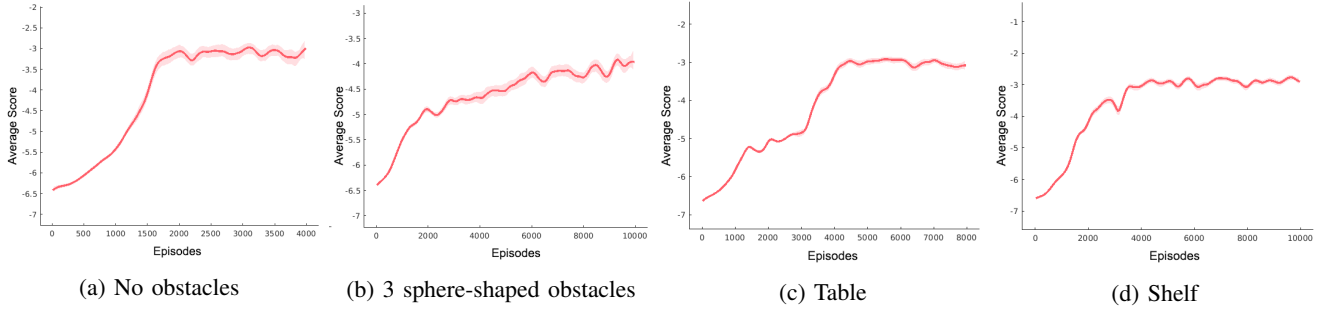 Average Score
-2
-2.5
-3
-3.5
-4
-4.5
-5
-5.5
-6
-6.5
-7
0 500 1000 1500 2000 2500 3000 3500 4000
Episodes
(a) No obstacles
Average Score
-3
-3.5
-4
-4.5
-5
-5.5
-6
-6.5
-7
0 2000 4000 6000 8000 10000
Episodes
(b) 3 sphere-shaped obstacles
Average Score
-2
-3
-4
-5
-6
-7
0 1000 2000 3000 4000 5000 6000 7000 8000
Episodes
(c) Table
Average Score
-1
-2
-3
-4
-5
-6
-7
0 2000 4000 6000 8000 10000
Episodes
(d) Shelf